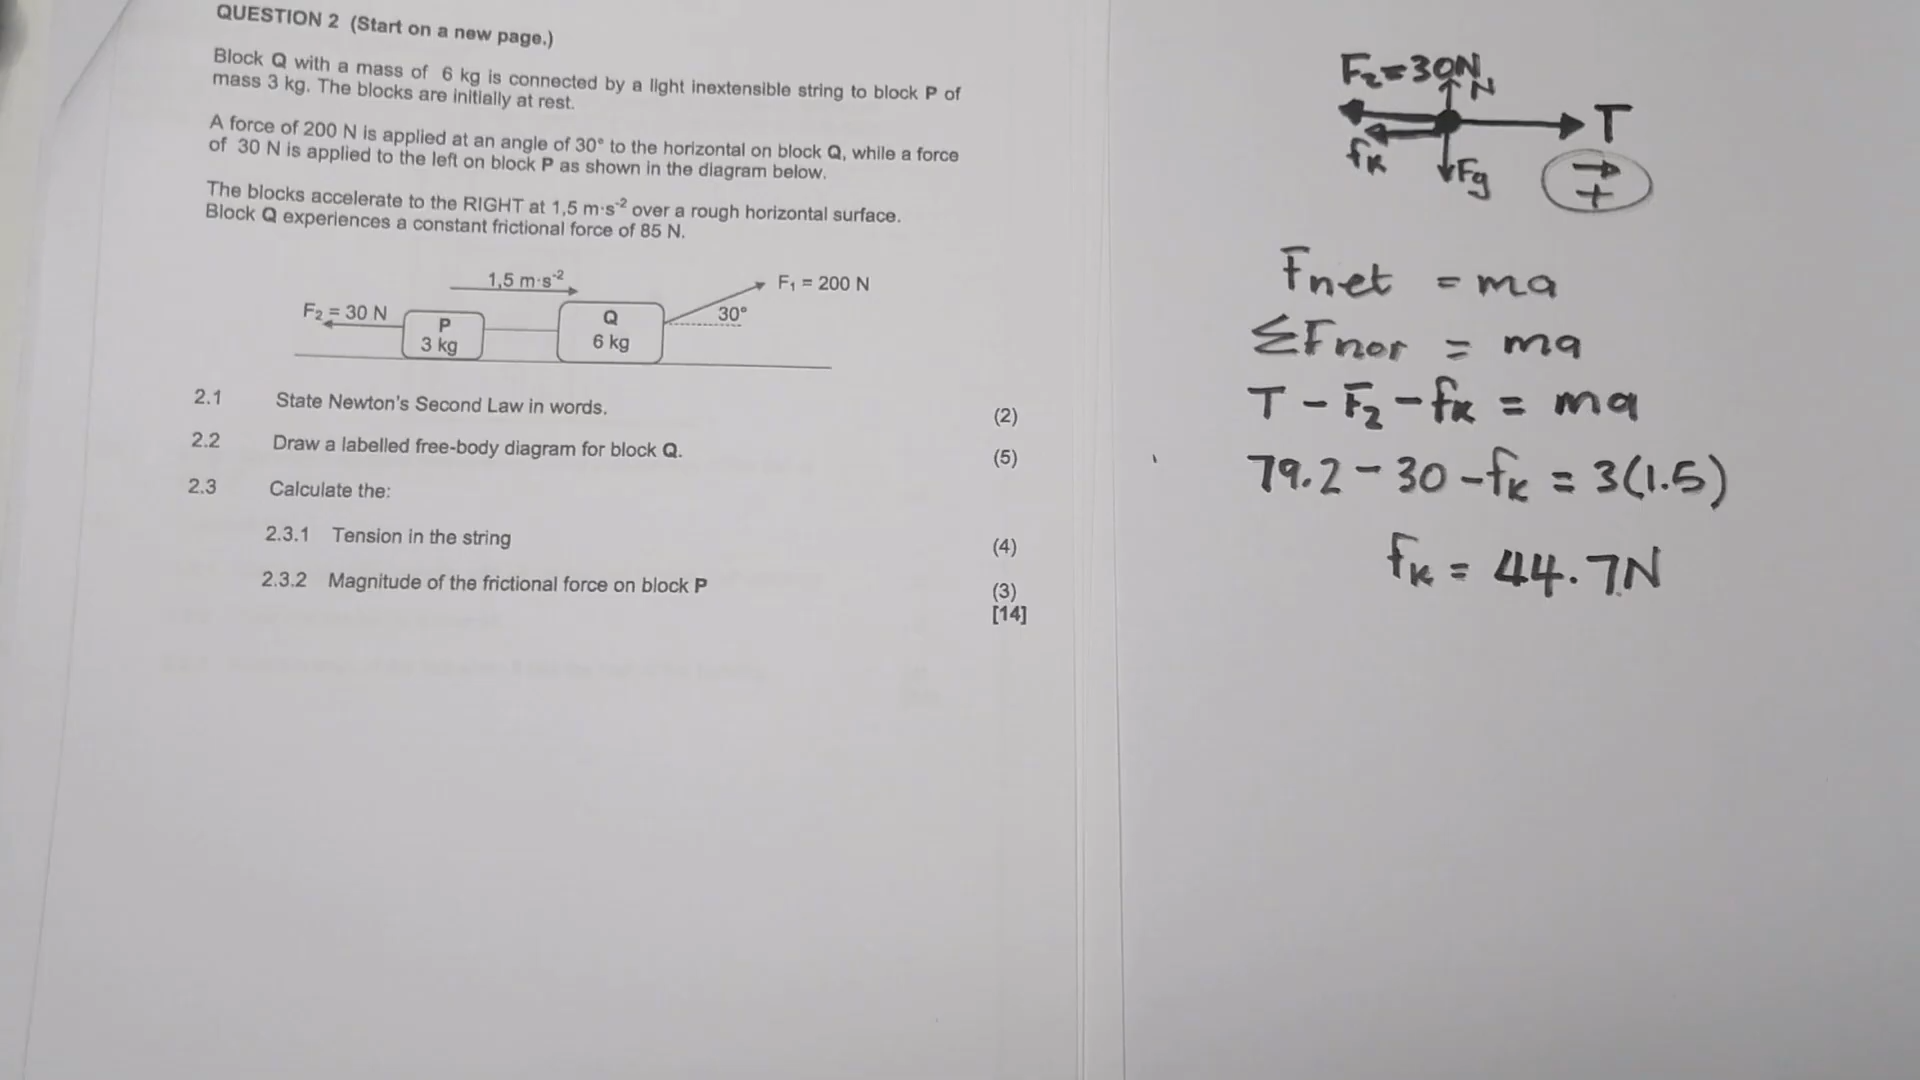 QUESTION 2 (Start on a new page.)
Block Q with a mass of 6 kg is connected by a light inextensible string to block P of
mass 3 kg. The blocks are initially at rest.
A force of 200 N is applied at an angle of 30° to the horizontal on block Q, while a force
of 30 N is applied to the left on block P as shown in the diagram below.
The blocks accelerate to the RIGHT at 1,5 m·s⁻² over a rough horizontal surface.
Block Q experiences a constant frictional force of 85 N.
1,5 m·s⁻²
F₁ = 200 N
F₂ = 30 N
30°
P
3 kg
Q
6 kg
2.1 State Newton's Second Law in words. (2)
2.2 Draw a labelled free-body diagram for block Q. (5)
2.3 Calculate the:
2.3.1 Tension in the string (4)
2.3.2 Magnitude of the frictional force on block P (3)
[14]
F₂=30N
N
T
fk
Fg
+
Fnet = ma
ΣFhor = ma
T - F₂ - fk = ma
79.2 - 30 - fk = 3(1.5)
fk = 44.7N